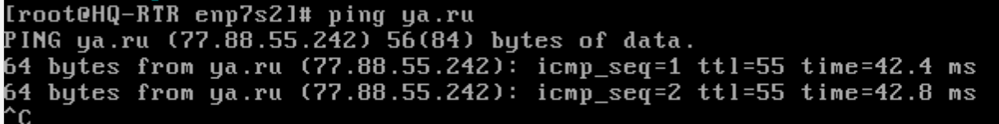 [root@HQ-RTR enp7s2]# ping ya.ru
PING ya.ru (77.88.55.242) 56(84) bytes of data.
64 bytes from ya.ru (77.88.55.242): icmp_seq=1 ttl=55 time=42.4 ms
64 bytes from ya.ru (77.88.55.242): icmp_seq=2 ttl=55 time=42.8 ms
^C